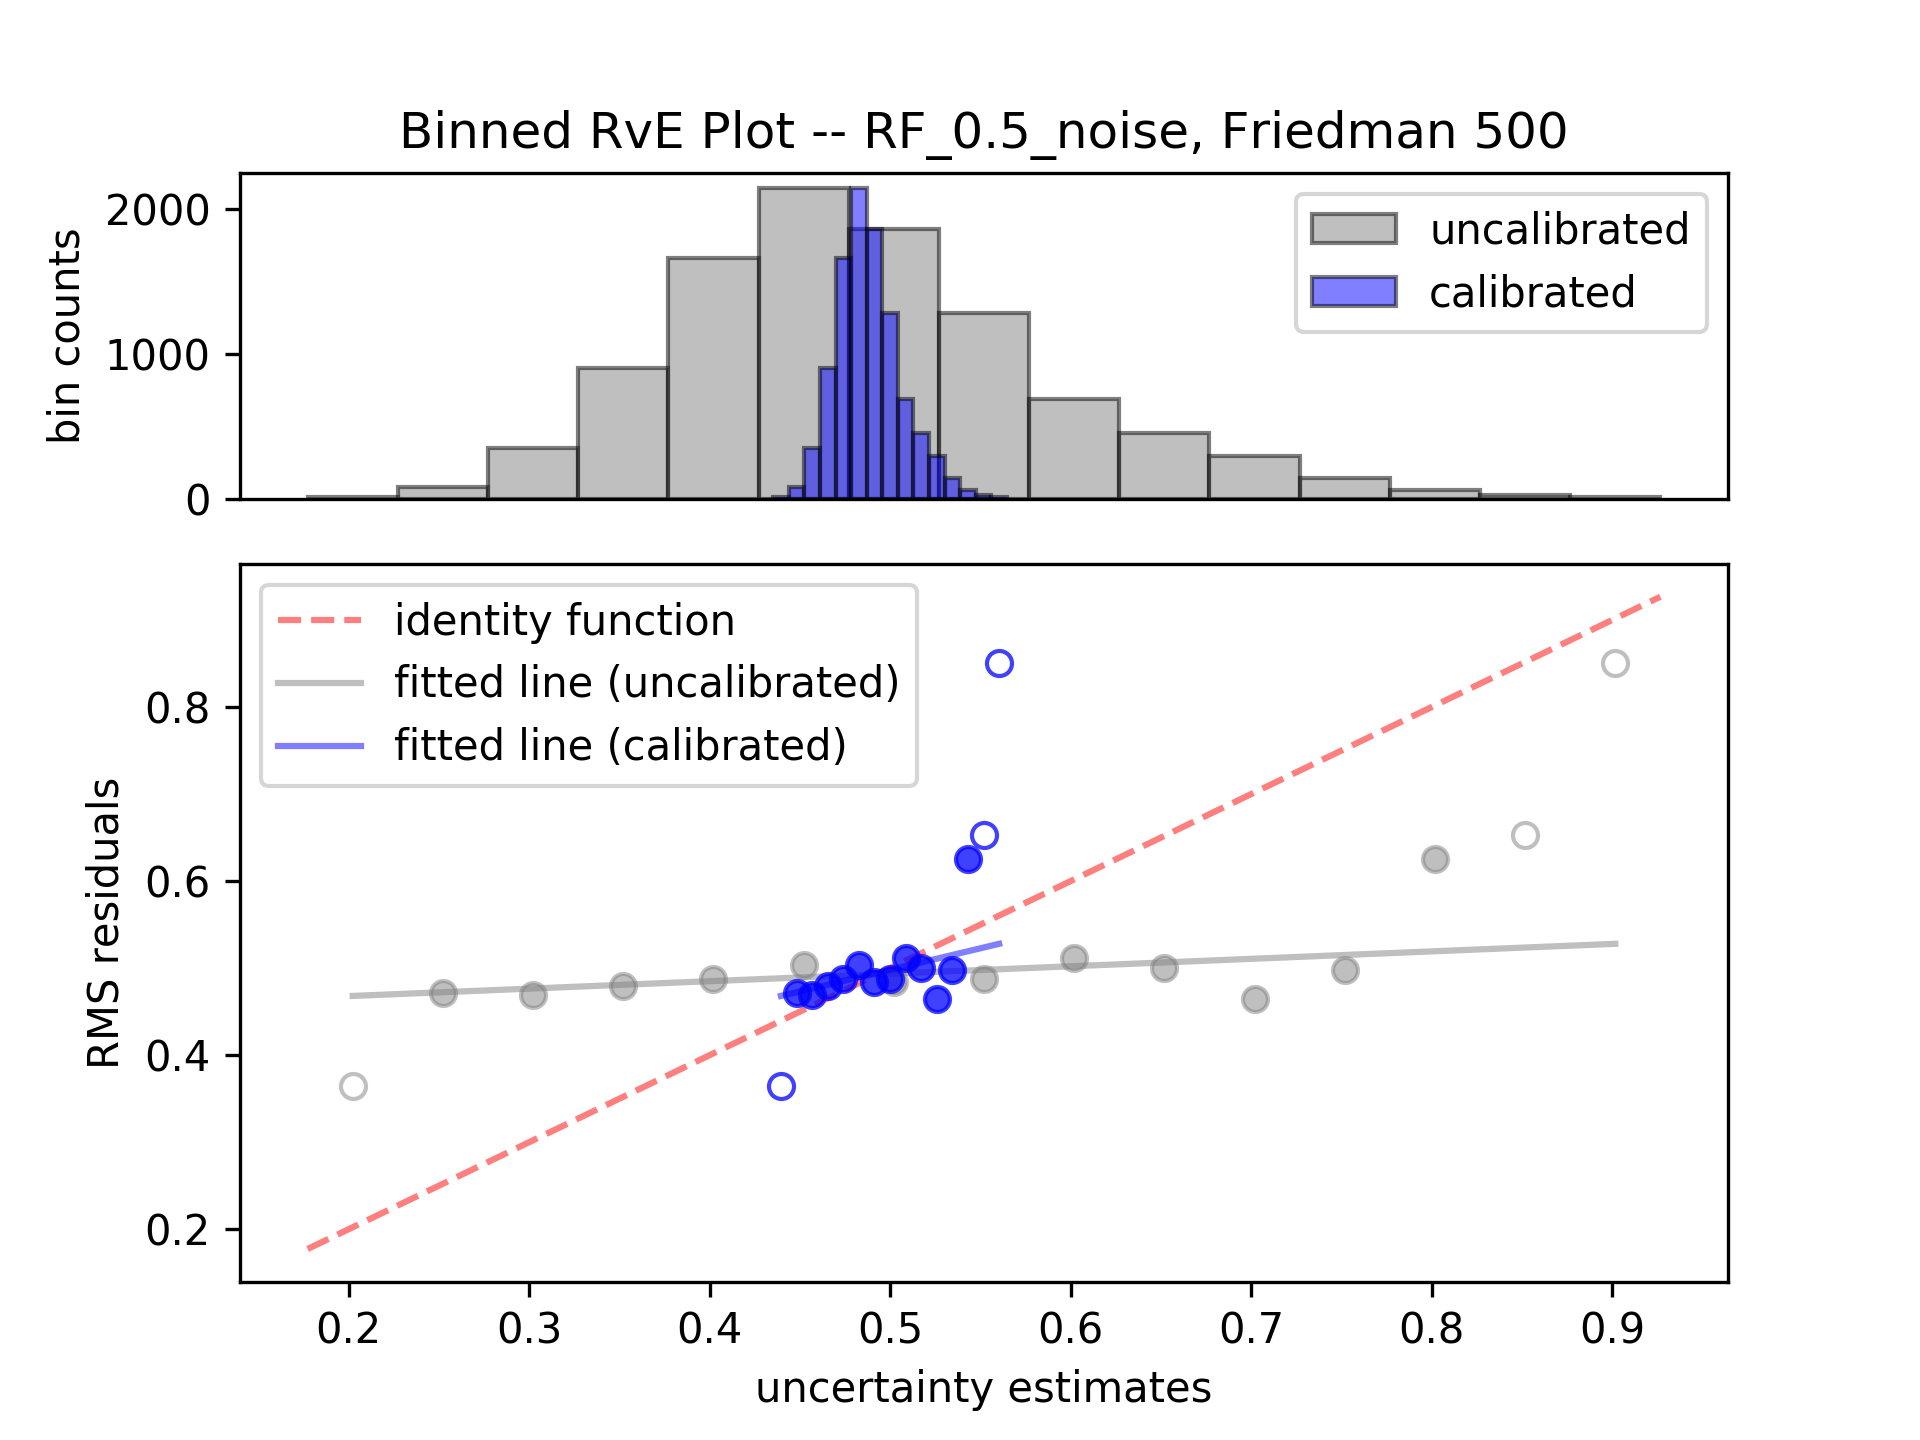 Binned RvE Plot -- RF_0.5_noise, Friedman 500
bin counts
2000
1000
0
uncalibrated
calibrated
RMS residuals
0.8
0.6
0.4
0.2
identity function
fitted line (uncalibrated)
fitted line (calibrated)
0.2 0.3 0.4 0.5 0.6 0.7 0.8 0.9
uncertainty estimates